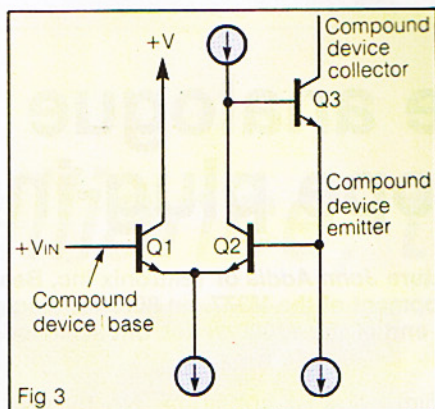 +V
Compound
device
collector
Q3
Compound
device
emitter
+VIN
Q1
Q2
Compound
device base
Fig 3